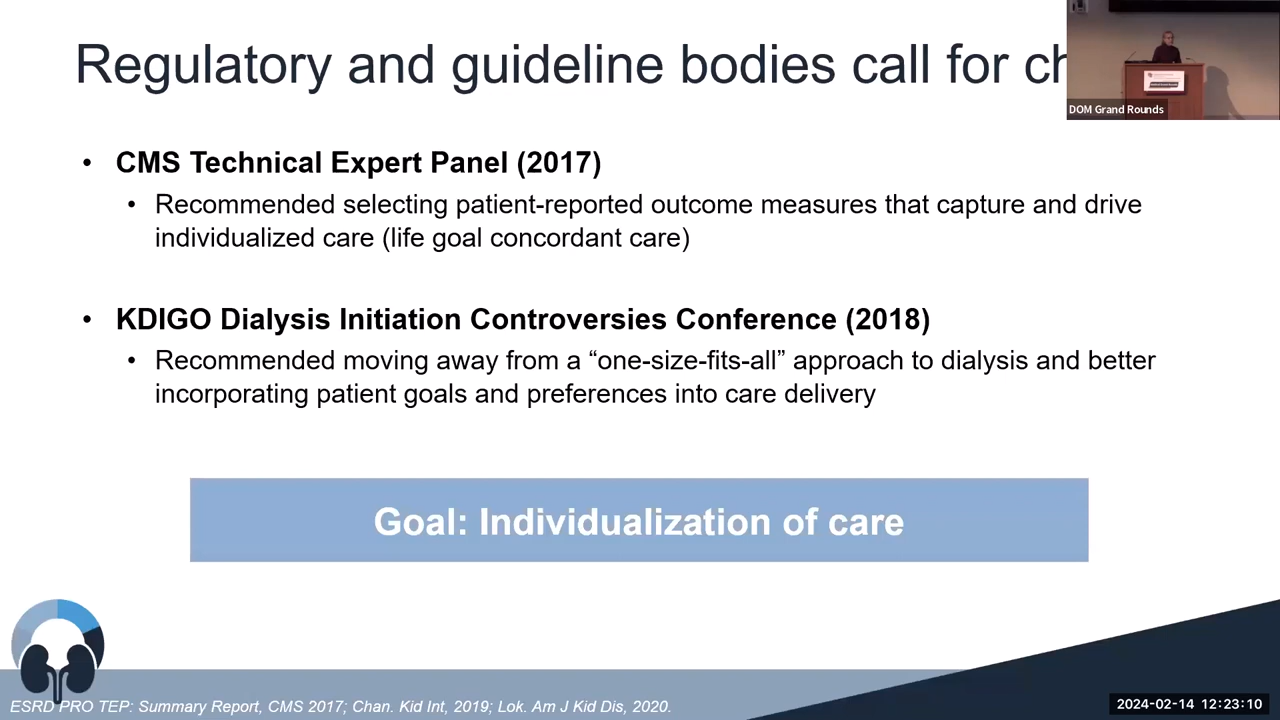 Regulatory and guideline bodies call for ch
DOM Grand Rounds
• CMS Technical Expert Panel (2017)
• Recommended selecting patient-reported outcome measures that capture and drive
individualized care (life goal concordant care)
• KDIGO Dialysis Initiation Controversies Conference (2018)
• Recommended moving away from a “one-size-fits-all” approach to dialysis and better
incorporating patient goals and preferences into care delivery
Goal: Individualization of care
ESRD PRO TEP: Summary Report, CMS 2017; Chan. Kid Int, 2019; Lok. Am J Kid Dis, 2020.
2024-02-14 12:23:10